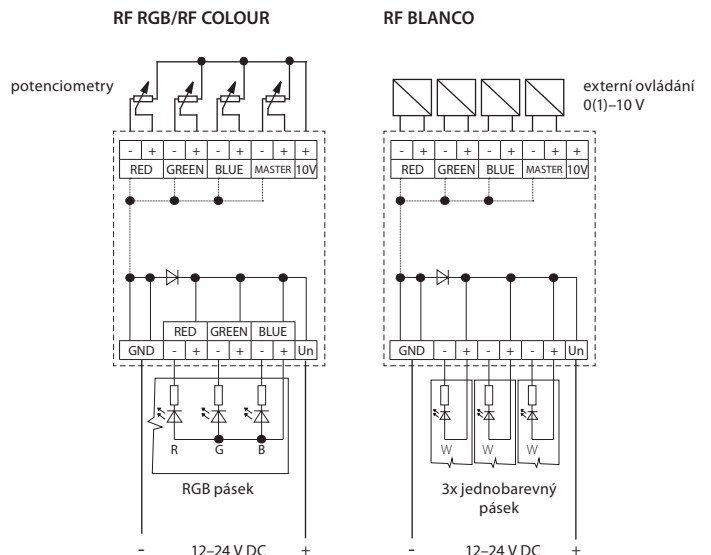 RF RGB/RF COLOUR
RF BLANCO
potenciometry
externí ovládání
0(1)–10 V
- + - + - + - + +
RED GREEN BLUE MASTER 10V
- + - + - + - + +
RED GREEN BLUE MASTER 10V
RED GREEN BLUE
GND - + - + - + Un
GND - + - + - + Un
R G B
W W W
RGB pásek
3x jednobarevný
pásek
- 12–24 V DC +
- 12–24 V DC +